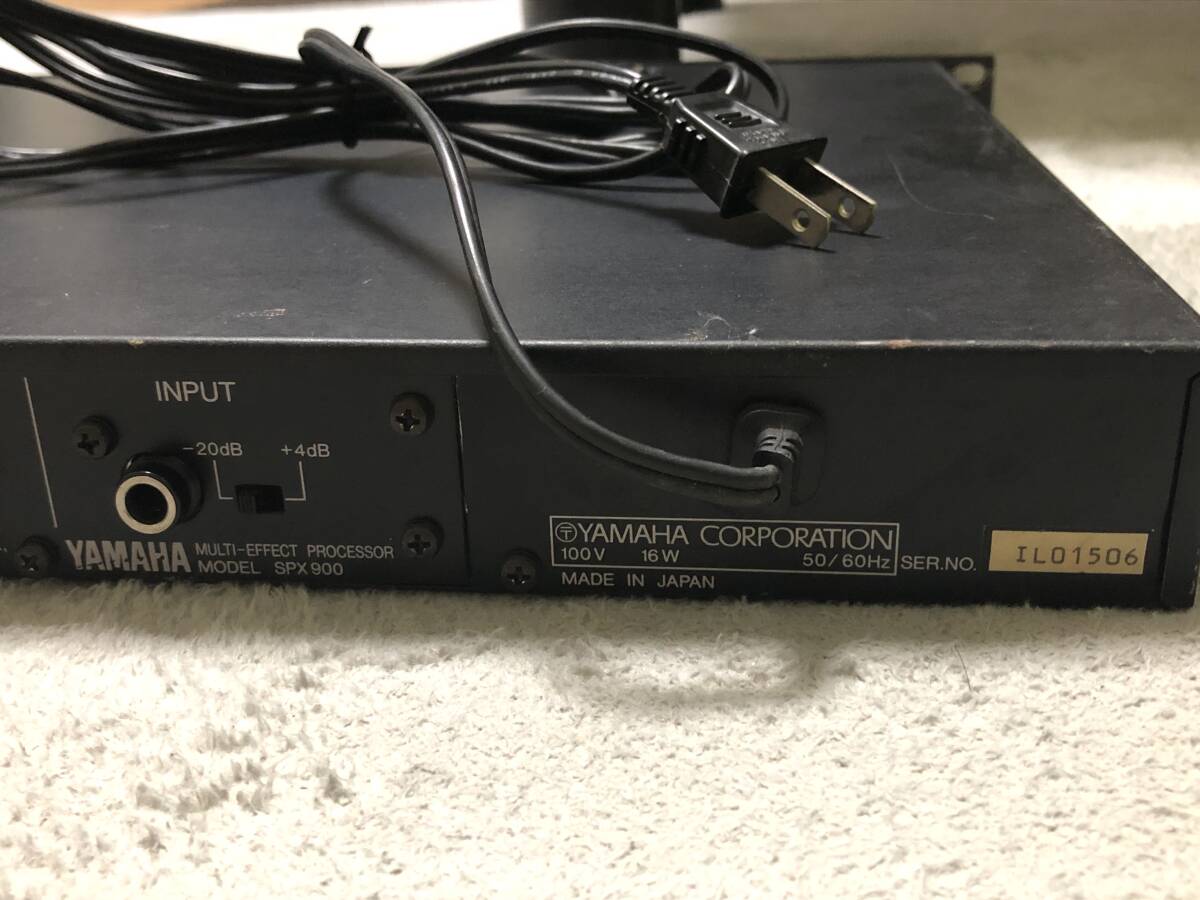 INPUT
-20dB +4dB
YAMAHA MULTI-EFFECT PROCESSOR
MODEL SPX900
〒YAMAHA CORPORATION
100V 16W 50/60Hz
MADE IN JAPAN
SER.NO. IL01506